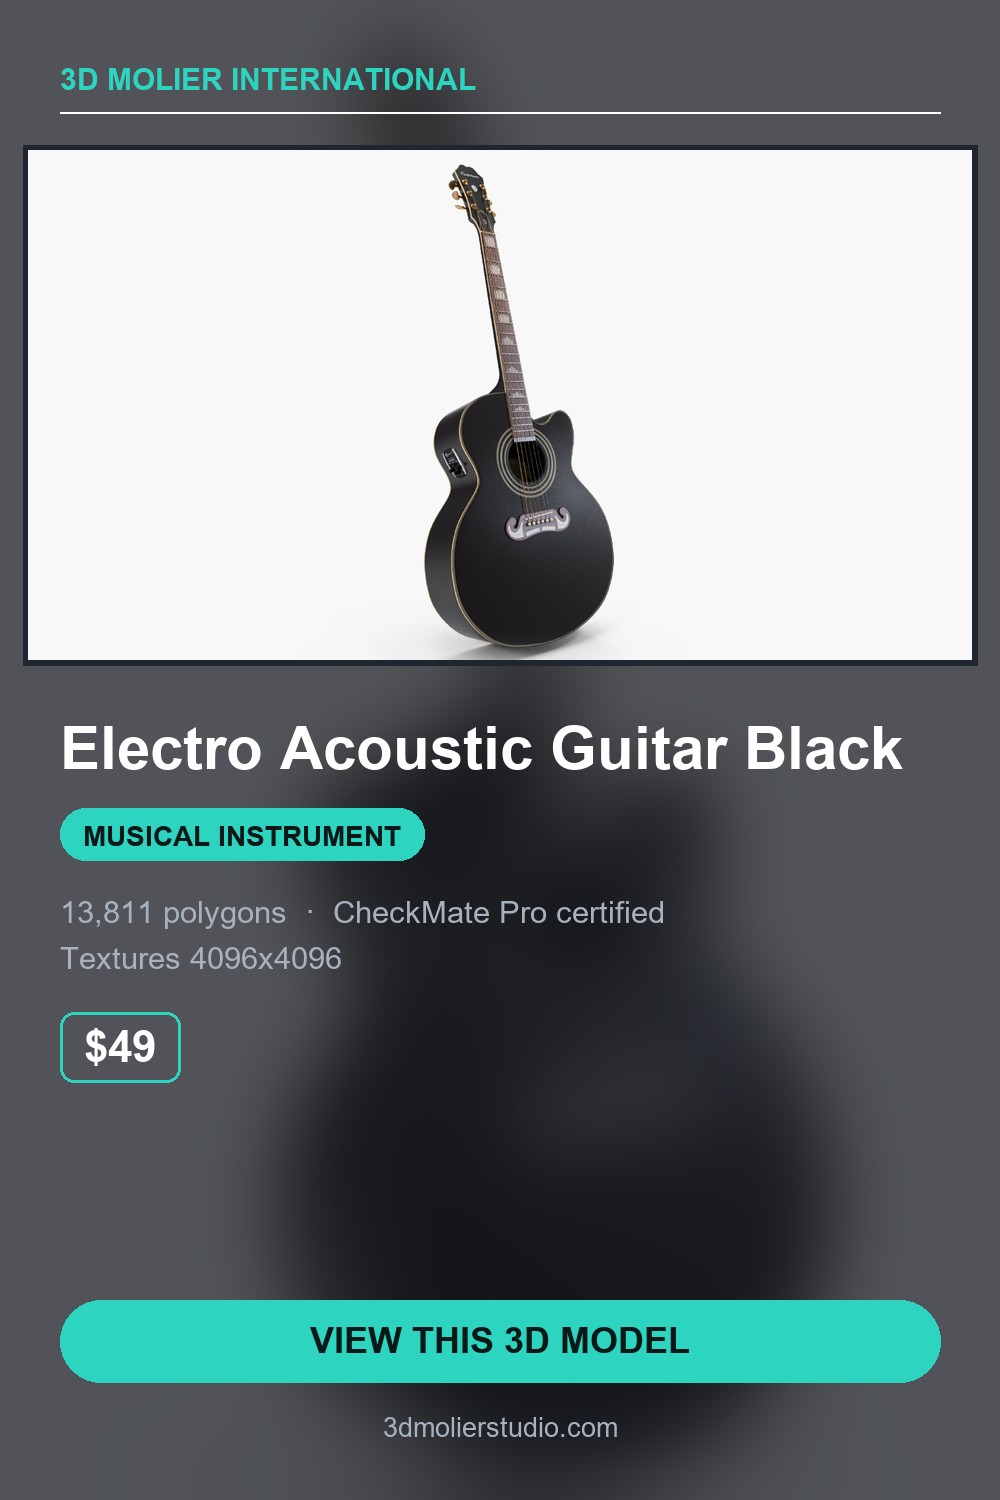 3D MOLIER INTERNATIONAL
Electro Acoustic Guitar Black
MUSICAL INSTRUMENT
13,811 polygons · CheckMate Pro certified
Textures 4096x4096
$49
VIEW THIS 3D MODEL
3dmolierstudio.com